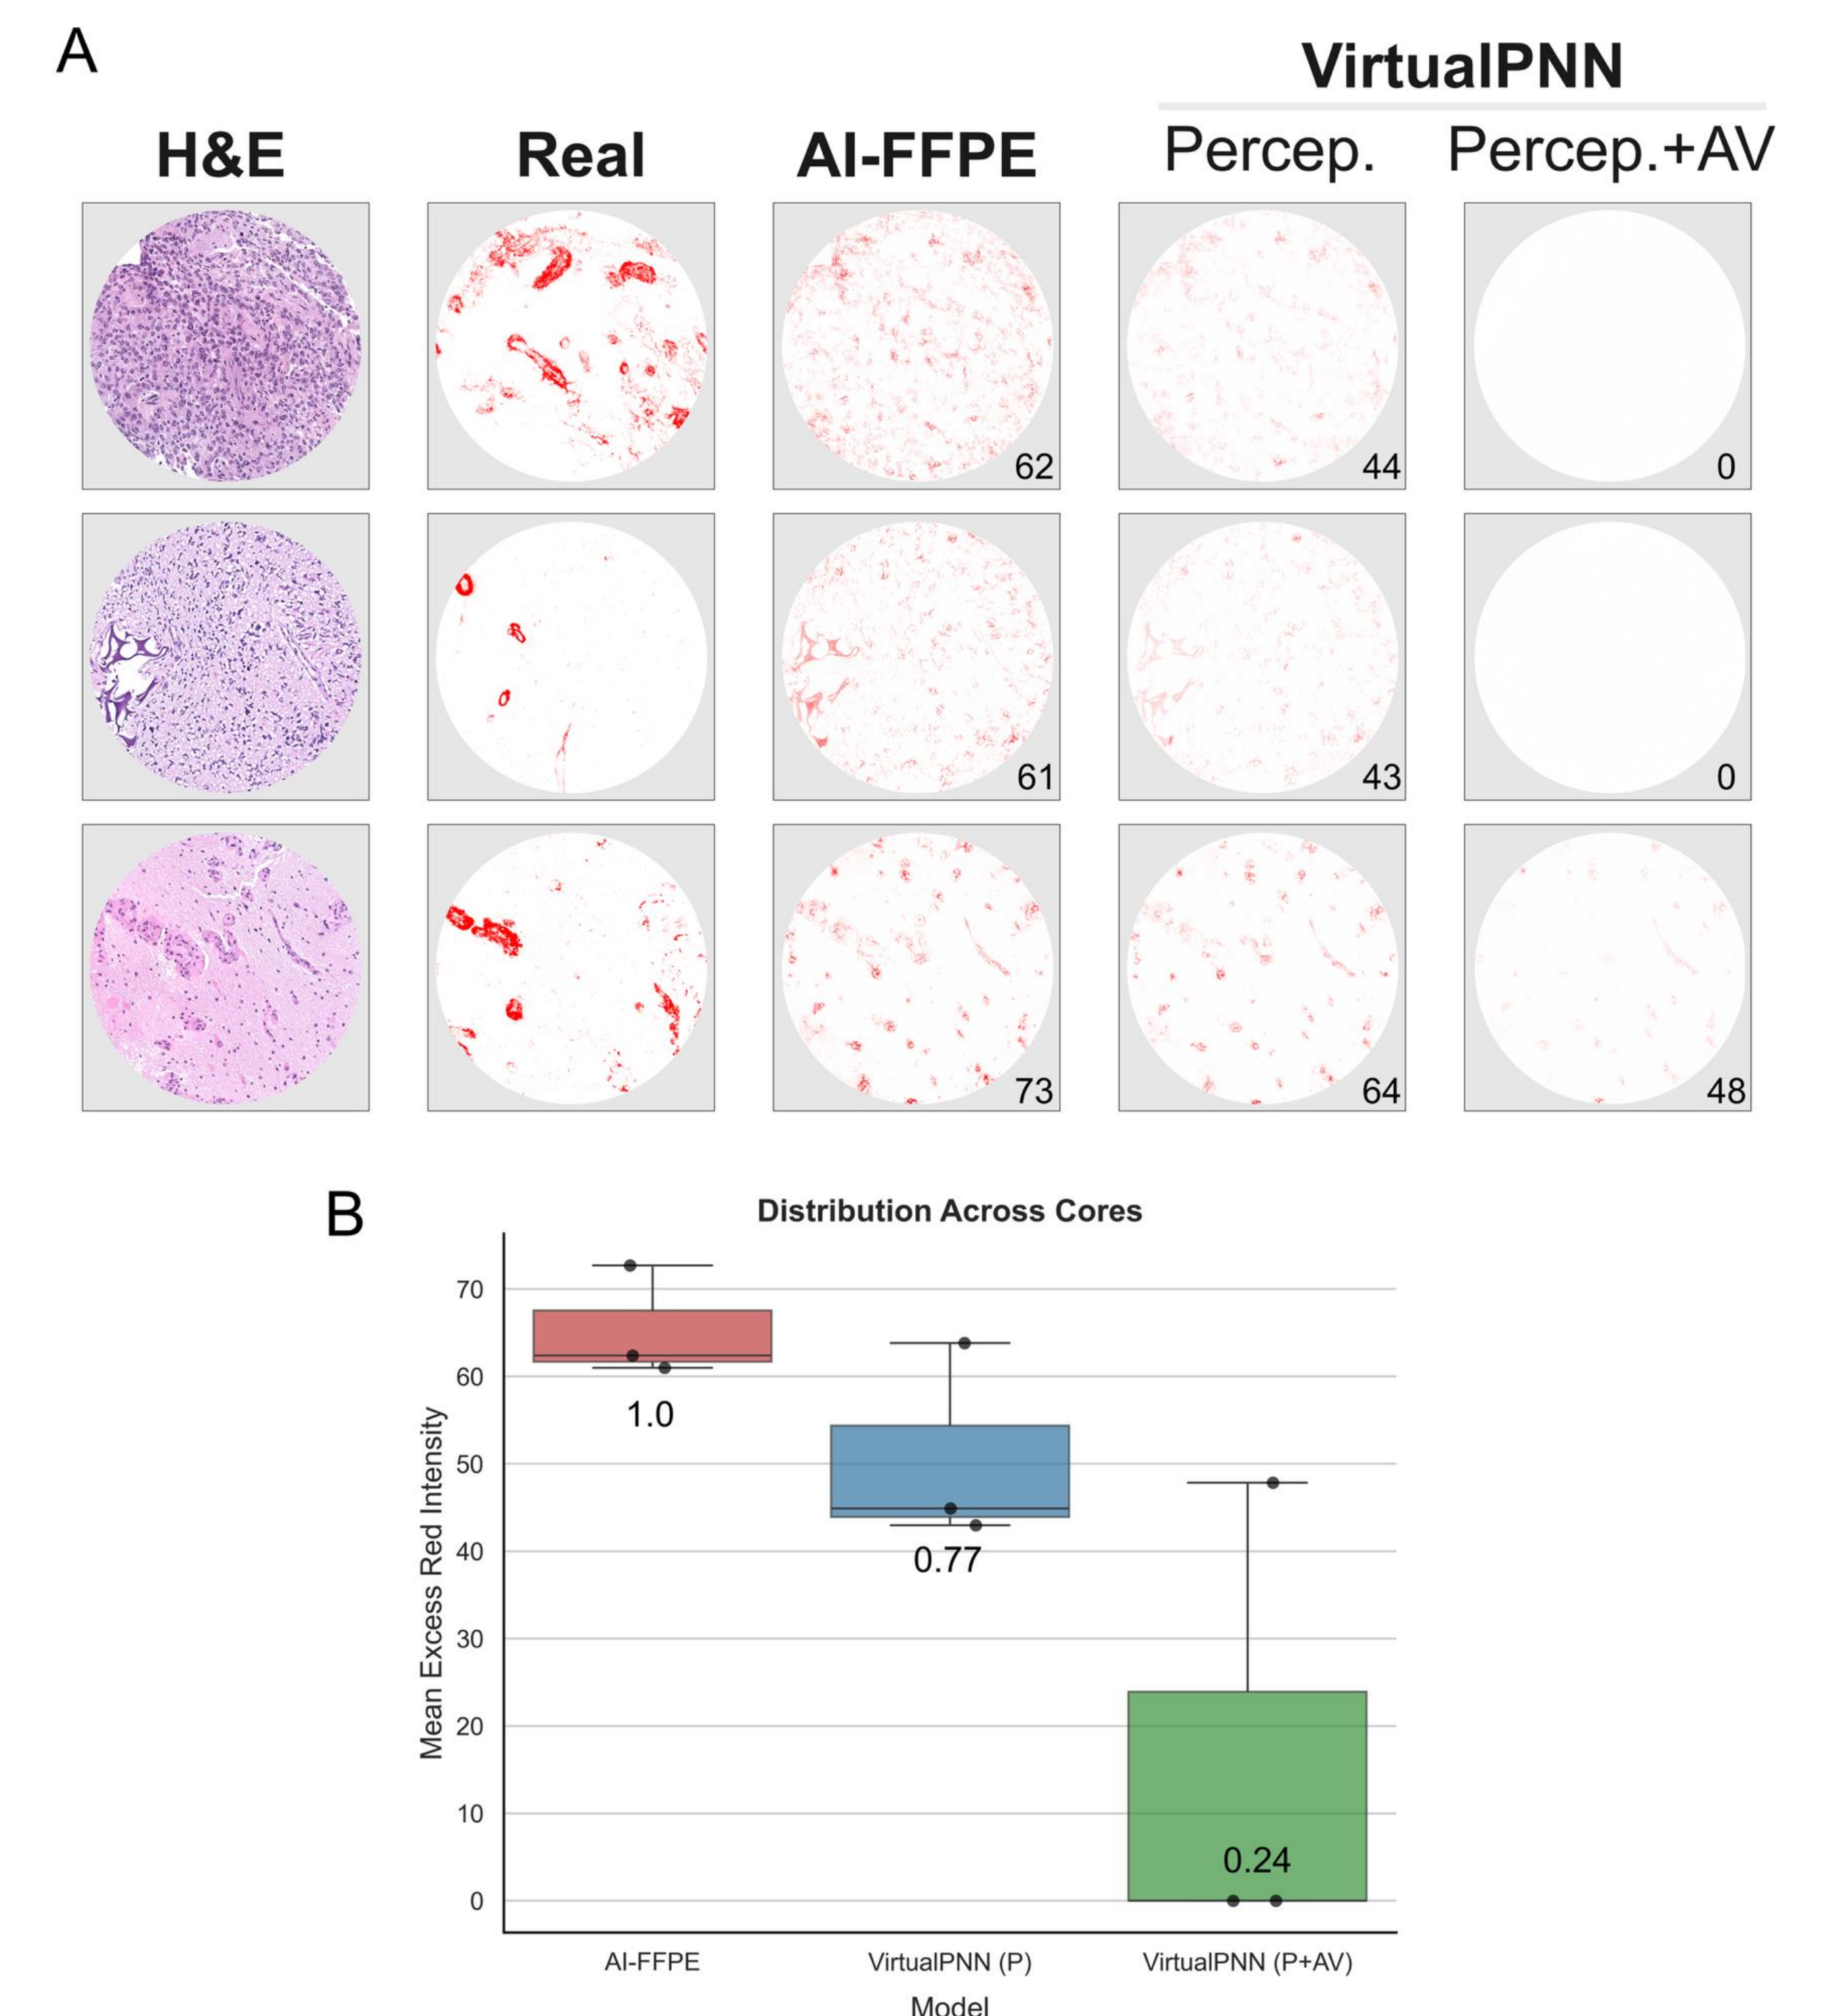 A
VirtualPNN
H&E Real AI-FFPE Percep. Percep.+AV
62 44 0
61 43 0
73 64 48
B
Distribution Across Cores
Mean Excess Red Intensity
70
60
50
40
30
20
10
0
1.0
0.77
0.24
AI-FFPE VirtualPNN (P) VirtualPNN (P+AV)
Model